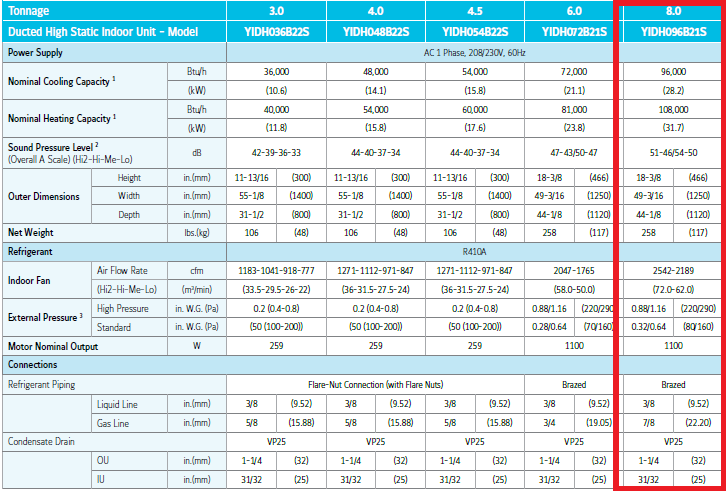 Tonnage 3.0 4.0 4.5 6.0 8.0
Ducted High Static Indoor Unit – Model YIDH036B22S YIDH048B22S YIDH054B22S YIDH072B21S YIDH096B21S
Power Supply AC 1 Phase, 208/230V, 60Hz
Nominal Cooling Capacity 1 Btu/h 36,000 48,000 54,000 72,000 96,000
(kW) (10.6) (14.1) (15.8) (21.1) (28.2)
Nominal Heating Capacity 1 Btu/h 40,000 54,000 60,000 81,000 108,000
(kW) (11.8) (15.8) (17.6) (23.8) (31.7)
Sound Pressure Level 2
(Overall A Scale) (Hi2-Hi-Me-Lo) dB 42-39-36-33 44-40-37-34 44-40-37-34 47-43/50-47 51-46/54-50
Outer Dimensions Height in.(mm) 11-13/16 (300) 11-13/16 (300) 11-13/16 (300) 18-3/8 (466) 18-3/8 (466)
Width in.(mm) 55-1/8 (1400) 55-1/8 (1400) 55-1/8 (1400) 49-3/16 (1250) 49-3/16 (1250)
Depth in.(mm) 31-1/2 (800) 31-1/2 (800) 31-1/2 (800) 44-1/8 (1120) 44-1/8 (1120)
Net Weight lbs.(kg) 106 (48) 106 (48) 106 (48) 258 (117) 258 (117)
Refrigerant R410A
Indoor Fan Air Flow Rate cfm 1183-1041-918-777 1271-1112-971-847 1271-1112-971-847 2047-1765 2542-2189
(Hi2-Hi-Me-Lo) (m³/min) (33.5-29.5-26-22) (36-31.5-27.5-24) (36-31.5-27.5-24) (58.0-50.0) (72.0-62.0)
External Pressure 3 High Pressure in. W.G. (Pa) 0.2 (0.4-0.8) 0.2 (0.4-0.8) 0.2 (0.4-0.8) 0.88/1.16 (220/290) 0.88/1.16 (220/290)
Standard in. W.G. (Pa) (50 (100-200)) (50 (100-200)) (50 (100-200)) 0.28/0.64 (70/160) 0.32/0.64 (80/160)
Motor Nominal Output W 259 259 259 1100 1100
Connections
Refrigerant Piping Flare-Nut Connection (with Flare Nuts) Brazed Brazed
Liquid Line in.(mm) 3/8 (9.52) 3/8 (9.52) 3/8 (9.52) 3/8 (9.52) 3/8 (9.52)
Gas Line in.(mm) 5/8 (15.88) 5/8 (15.88) 5/8 (15.88) 3/4 (19.05) 7/8 (22.20)
Condensate Drain VP25 VP25 VP25 VP25 VP25
OU in.(mm) 1-1/4 (32) 1-1/4 (32) 1-1/4 (32) 1-1/4 (32) 1-1/4 (32)
IU in.(mm) 31/32 (25) 31/32 (25) 31/32 (25) 31/32 (25) 31/32 (25)